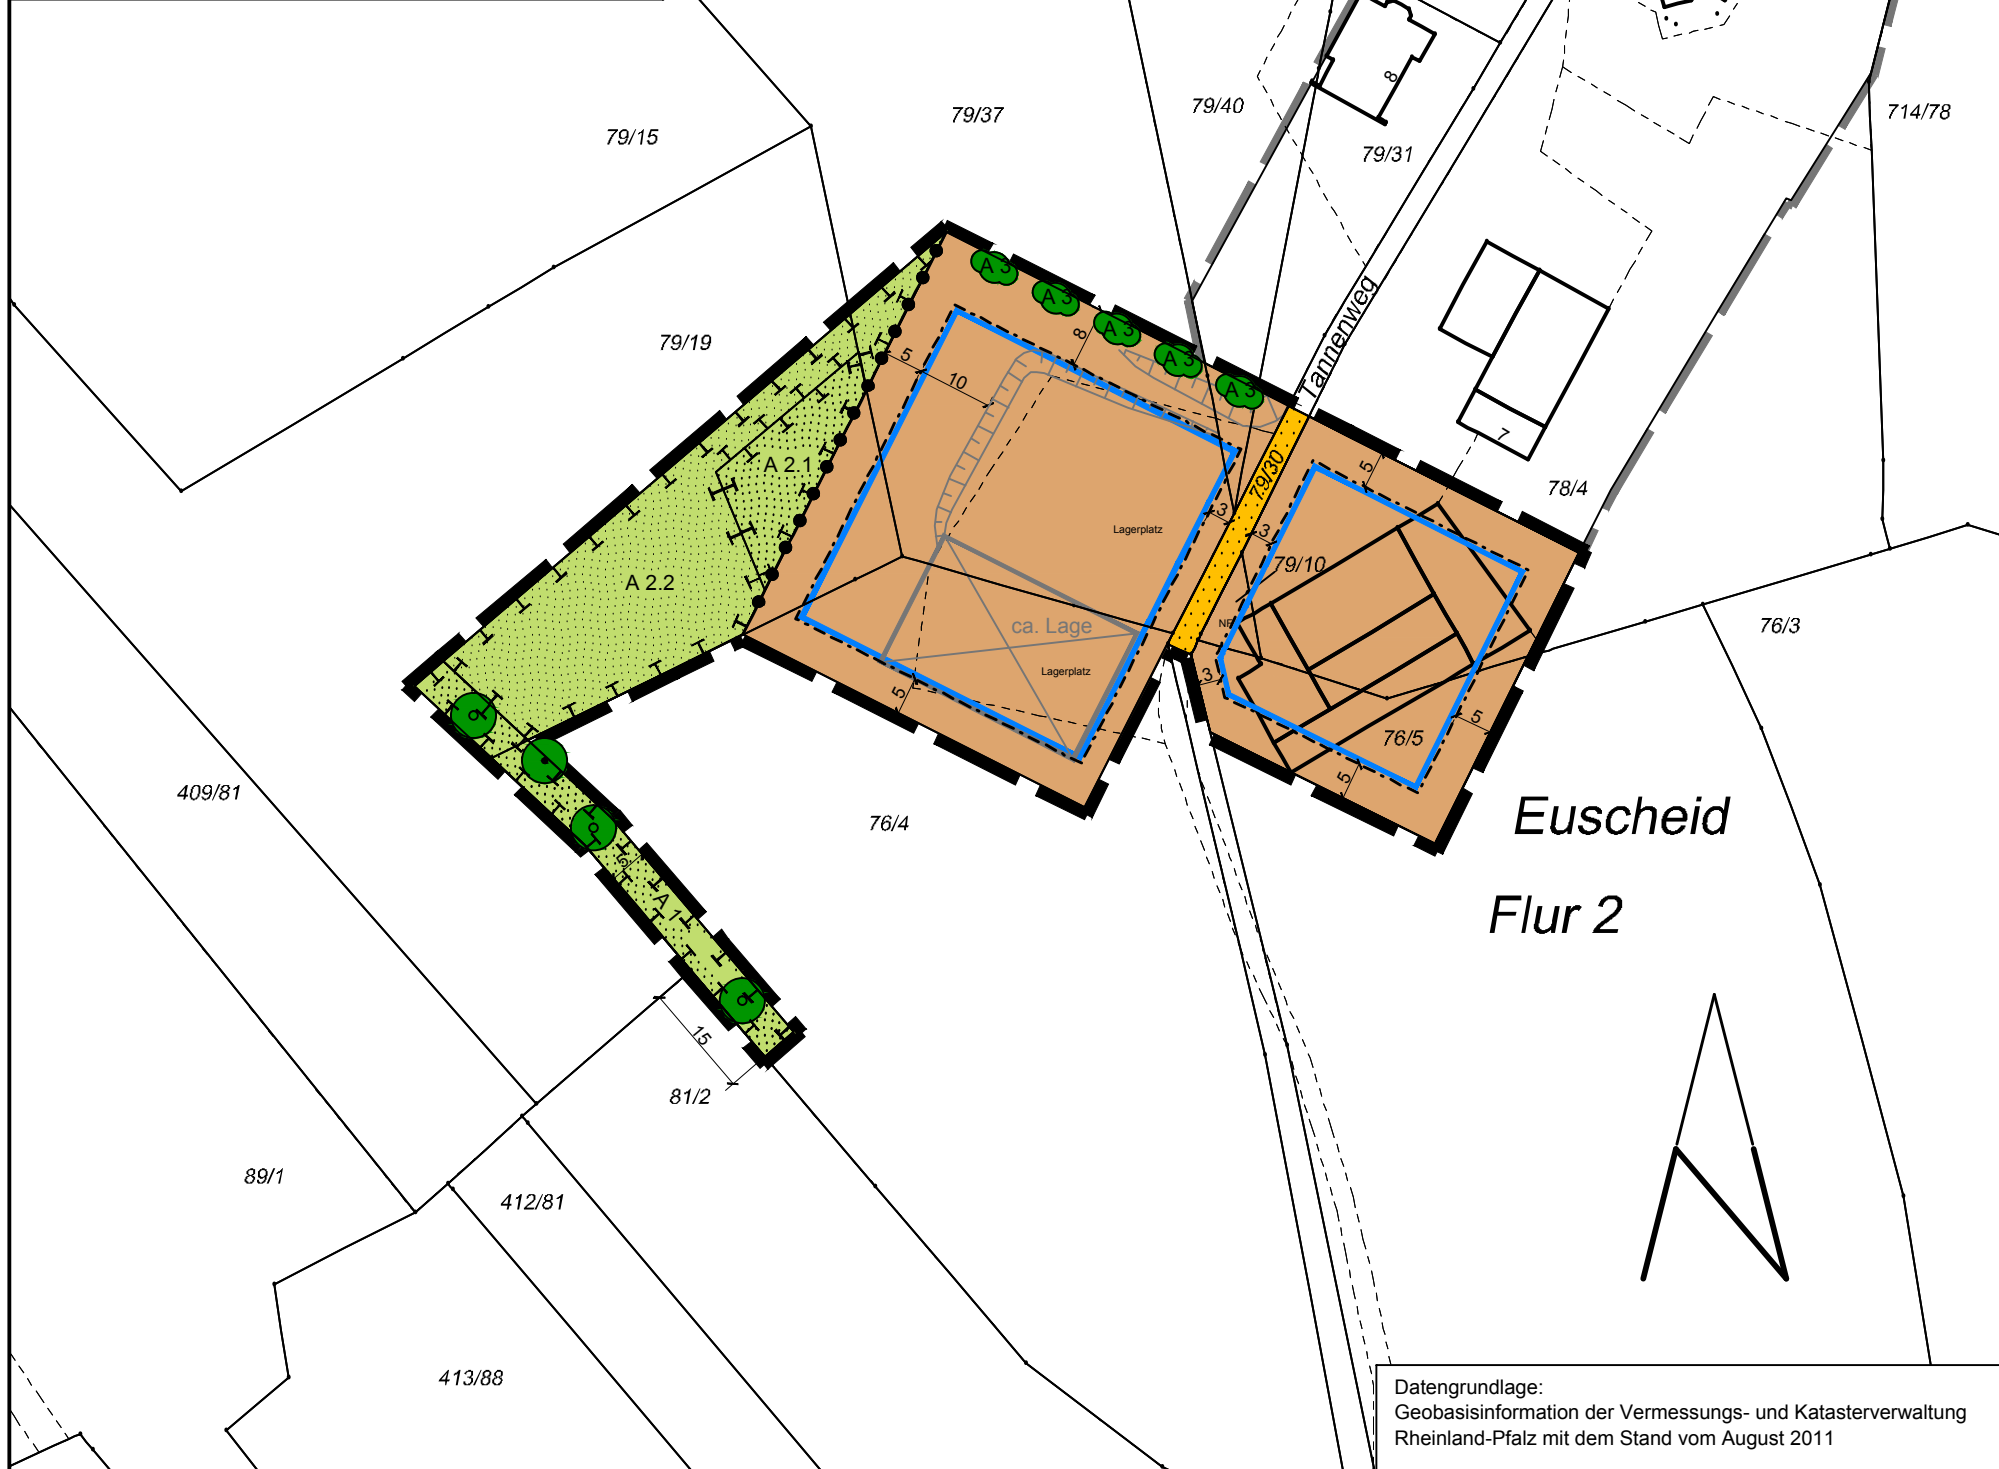 8
79/37
79/40
714/78
79/15
79/31
A 3
A 3
Tannenweg
A 3
8
79/19
A 3
5
10
A 3
7
A 2.1
79/30
5
78/4
3
Lagerplatz
3
79/10
A 2.2
ca. Lage
NF
76/3
Lagerplatz
3
5
5
76/5
5
409/81
76/4
Euscheid
5
A 1
Flur 2
15
81/2
89/1
412/81
413/88
Datengrundlage:
Geobasisinformation der Vermessungs- und Katasterverwaltung
Rheinland-Pfalz mit dem Stand vom August 2011